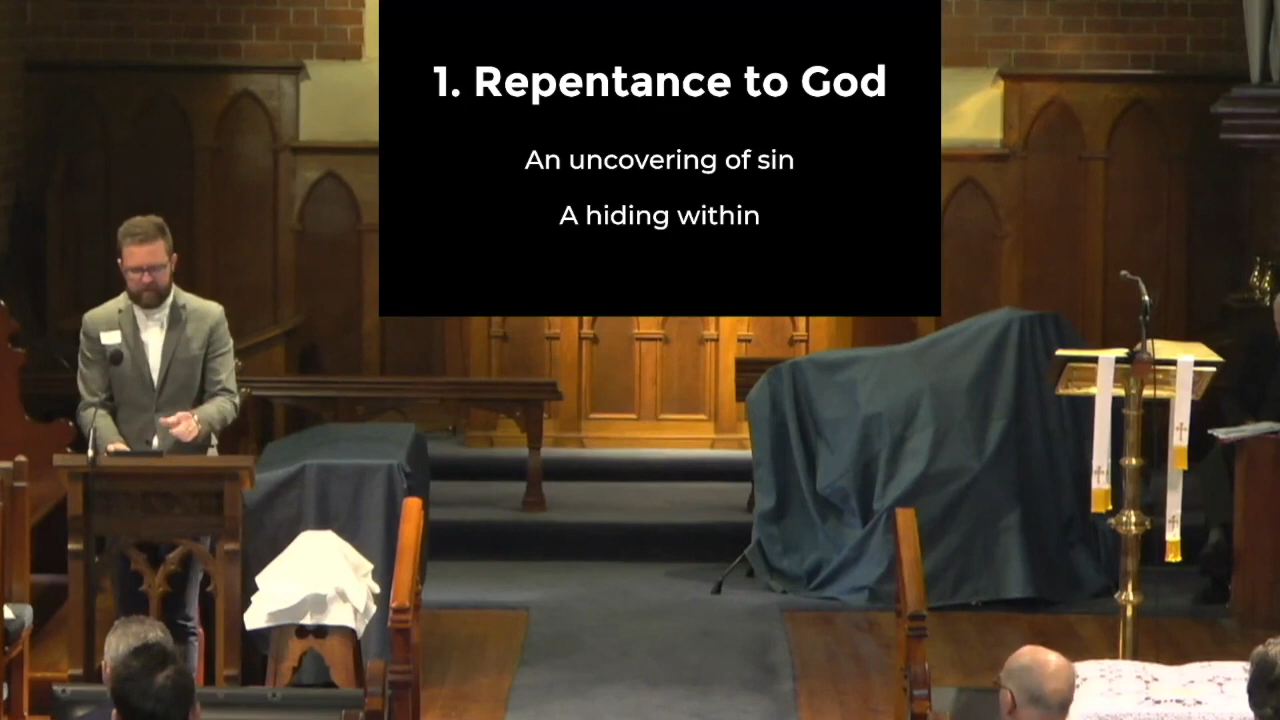 1. Repentance to God
An uncovering of sin
A hiding within